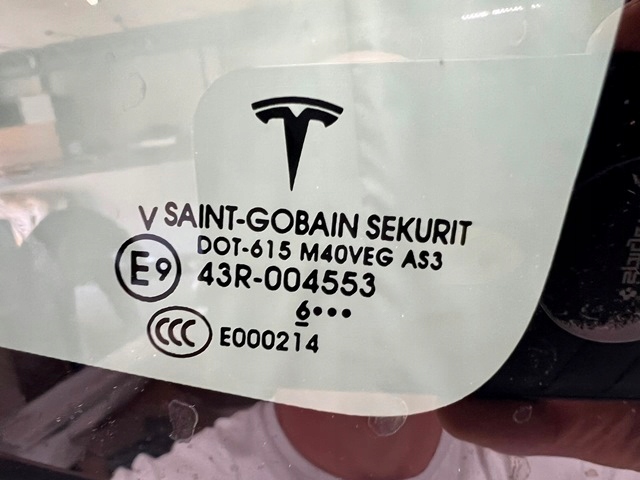 V SAINT-GOBAIN SEKURIT
DOT-615 M40VEG AS3
E9 43R-004553
6•••
CCC E000214